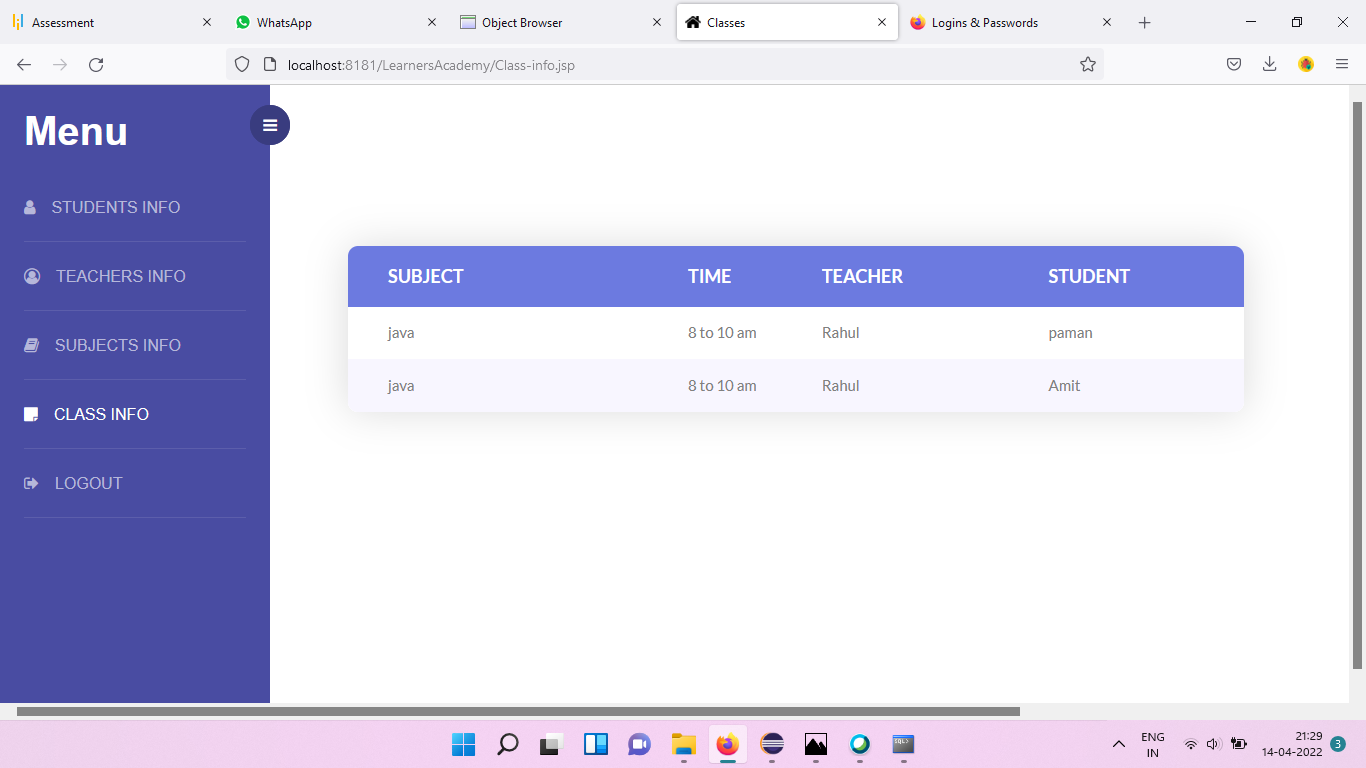 Assessment
WhatsApp
Object Browser
Classes
Logins & Passwords
localhost:8181/LearnersAcademy/Class-info.jsp
Menu
STUDENTS INFO
TEACHERS INFO
SUBJECTS INFO
CLASS INFO
LOGOUT
SUBJECT TIME TEACHER STUDENT
java 8 to 10 am Rahul paman
java 8 to 10 am Rahul Amit
ENG
IN
21:29
14-04-2022
3